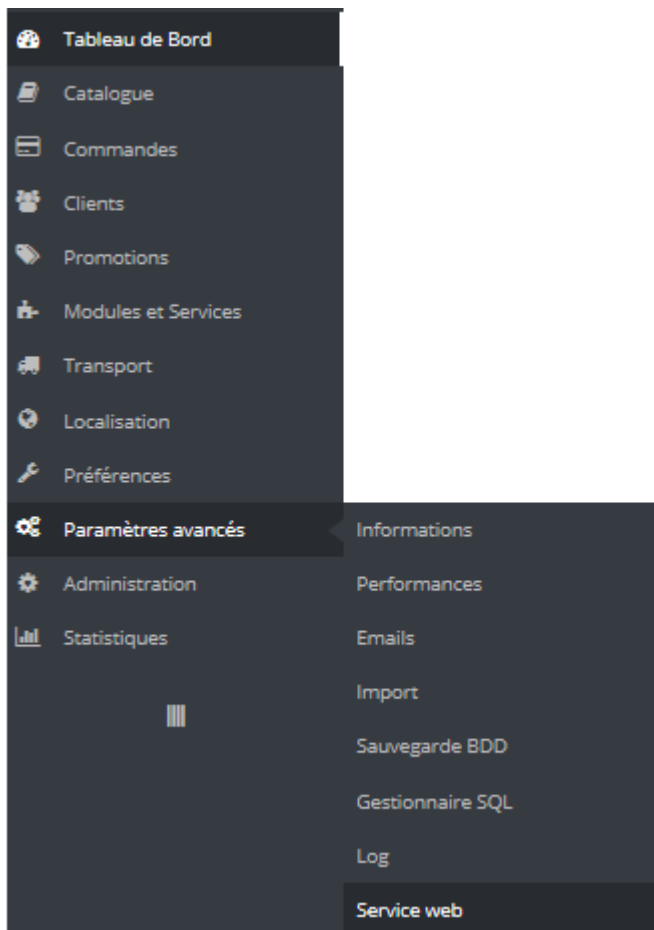 Tableau de Bord
Catalogue
Commandes
Clients
Promotions
Modules et Services
Transport
Localisation
Préférences
Paramètres avancés
Informations
Performances
Emails
Import
Sauvegarde BDD
Gestionnaire SQL
Log
Service web
Administration
Statistiques